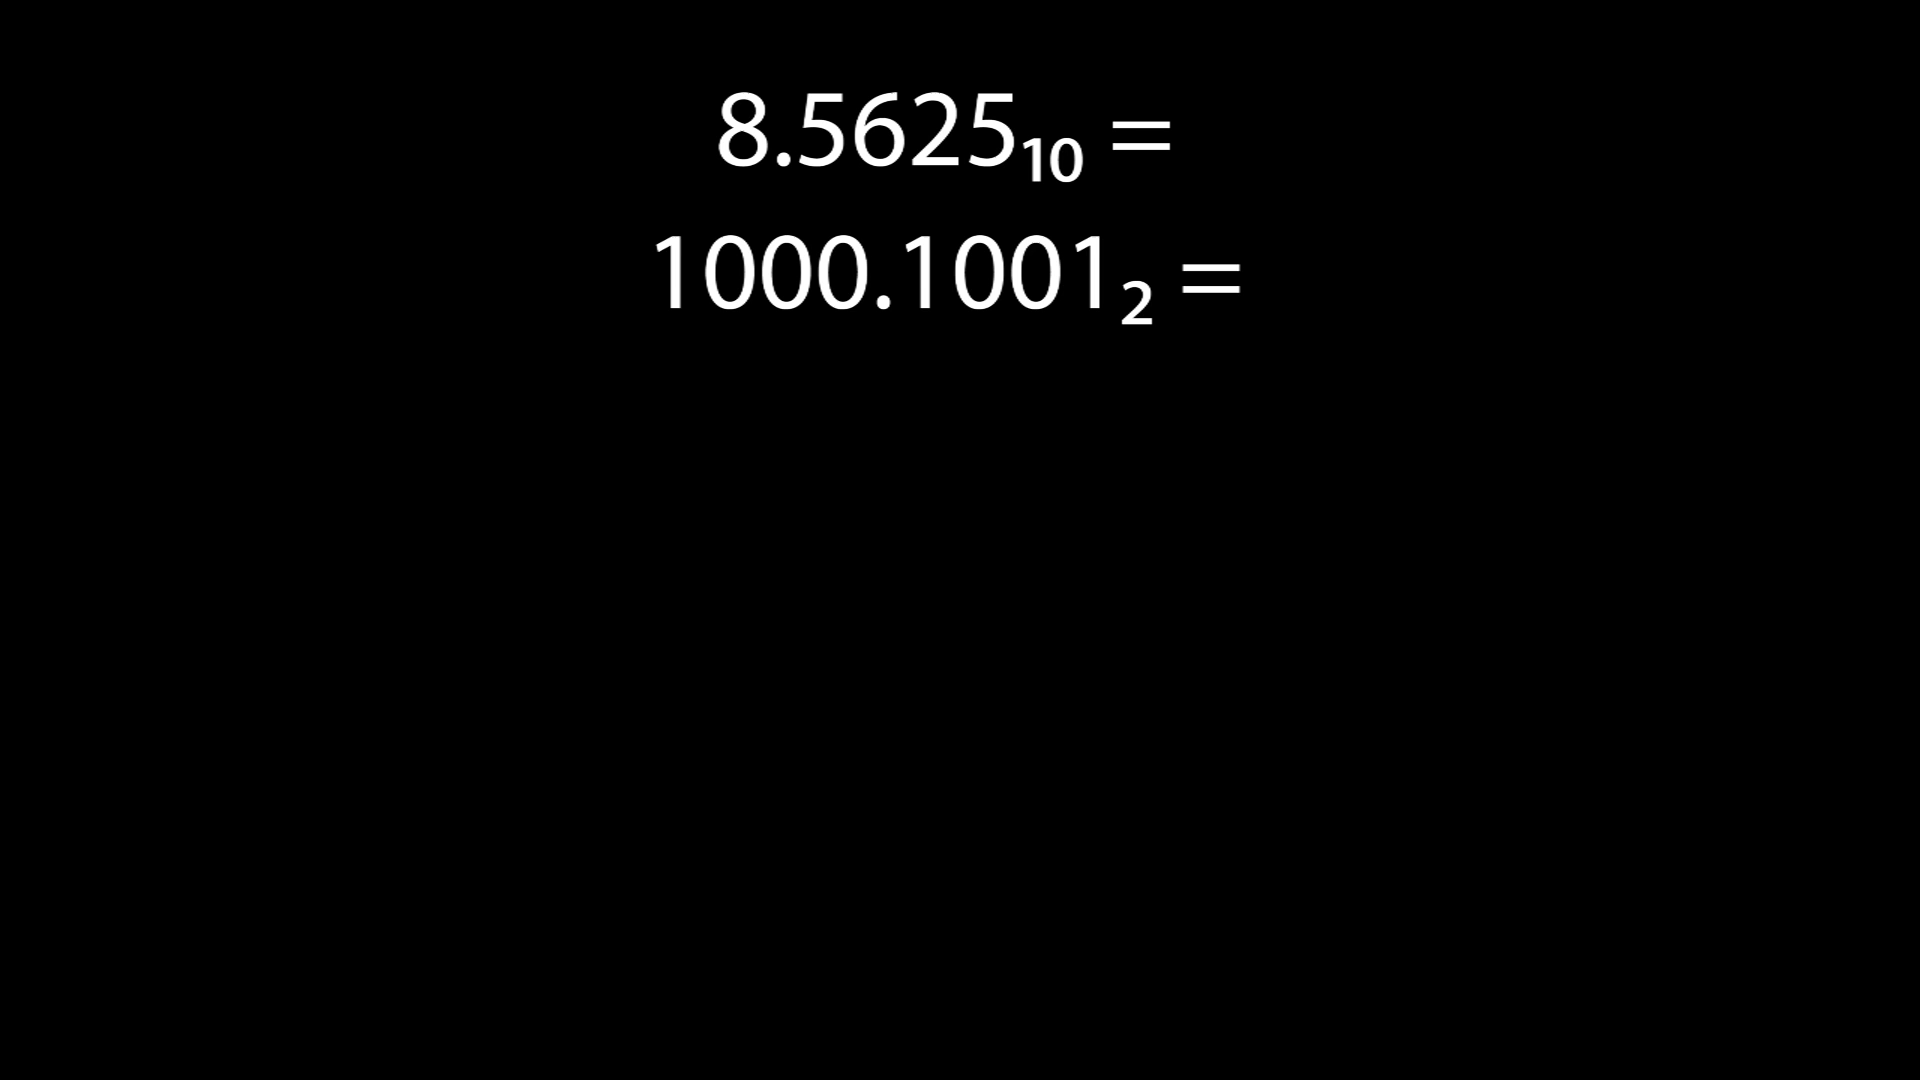 8.5625₁₀ =
1000.1001₂ =